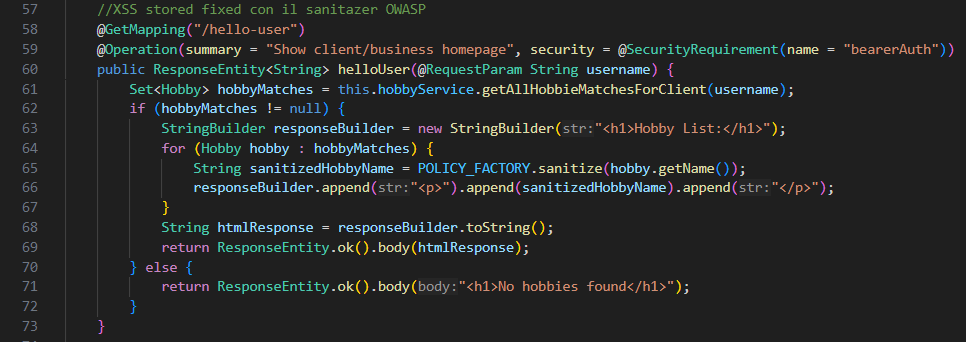 57 //XSS stored fixed con il sanitazer OWASP
58 @GetMapping("/hello-user")
59 @Operation(summary = "Show client/business homepage", security = @SecurityRequirement(name = "bearerAuth"))
60 public ResponseEntity<String> helloUser(@RequestParam String username) {
61     Set<Hobby> hobbyMatches = this.hobbyService.getAllHobbieMatchesForClient(username);
62     if (hobbyMatches != null) {
63         StringBuilder responseBuilder = new StringBuilder(str:"<h1>Hobby List:</h1>");
64         for (Hobby hobby : hobbyMatches) {
65             String sanitizedHobbyName = POLICY_FACTORY.sanitize(hobby.getName());
66             responseBuilder.append(str:"<p>").append(sanitizedHobbyName).append(str:"</p>");
67         }
68         String htmlResponse = responseBuilder.toString();
69         return ResponseEntity.ok().body(htmlResponse);
70     } else {
71         return ResponseEntity.ok().body(body:"<h1>No hobbies found</h1>");
72     }
73 }